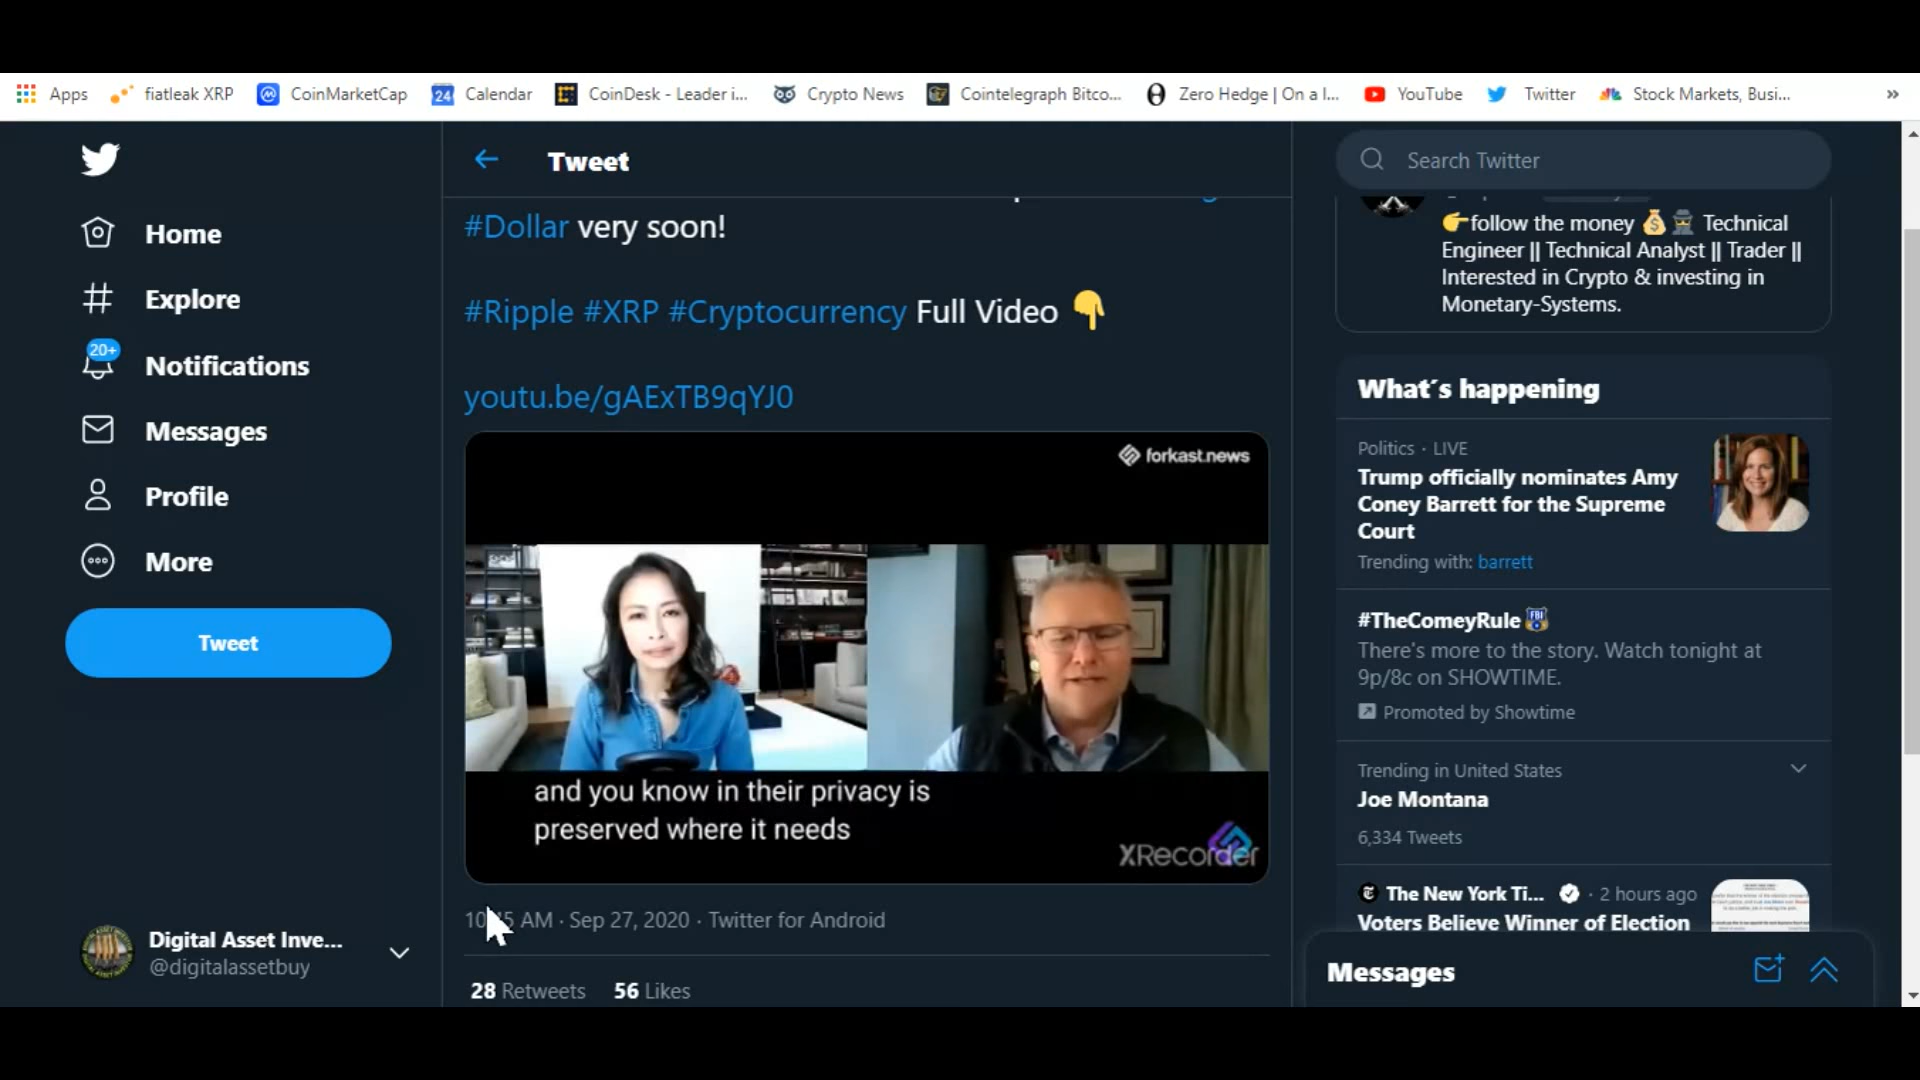 Apps fiatleak XRP CoinMarketCap 24 Calendar CoinDesk - Leader i... Crypto News Cointelegraph Bitco... Zero Hedge | On a l... YouTube Twitter Stock Markets, Busi... »
Home
Explore
20+
Notifications
Messages
Profile
More
Tweet
Digital Asset Inve...
@digitalassetbuy
Tweet
#Dollar very soon!
#Ripple #XRP #Cryptocurrency Full Video 👇
youtu.be/gAExTB9qYJ0
forkast.news
and you know in their privacy is
preserved where it needs
XRecorder
AM · Sep 27, 2020 · Twitter for Android
28 Retweets 56 Likes
Search Twitter
👉follow the money 💰🕵 Technical
Engineer || Technical Analyst || Trader ||
Interested in Crypto & investing in
Monetary-Systems.
What´s happening
Politics · LIVE
Trump officially nominates Amy
Coney Barrett for the Supreme
Court
Trending with: barrett
#TheComeyRule
FBI
There's more to the story. Watch tonight at
9p/8c on SHOWTIME.
Promoted by Showtime
Trending in United States
Joe Montana
6,334 Tweets
The New York Ti... · 2 hours ago
Voters Believe Winner of Election
Messages